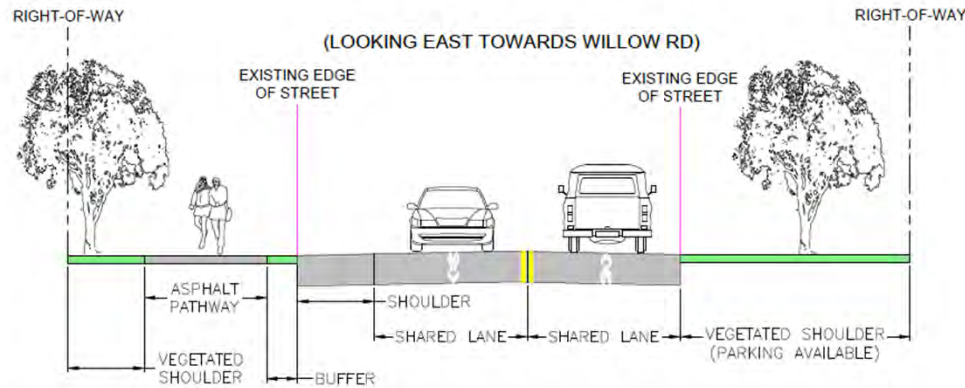 RIGHT-OF-WAY
RIGHT-OF-WAY
(LOOKING EAST TOWARDS WILLOW RD)
EXISTING EDGE
OF STREET
EXISTING EDGE
OF STREET
ASPHALT
PATHWAY
SHOULDER
SHARED LANE
SHARED LANE
VEGETATED SHOULDER
(PARKING AVAILABLE)
VEGETATED
SHOULDER
BUFFER